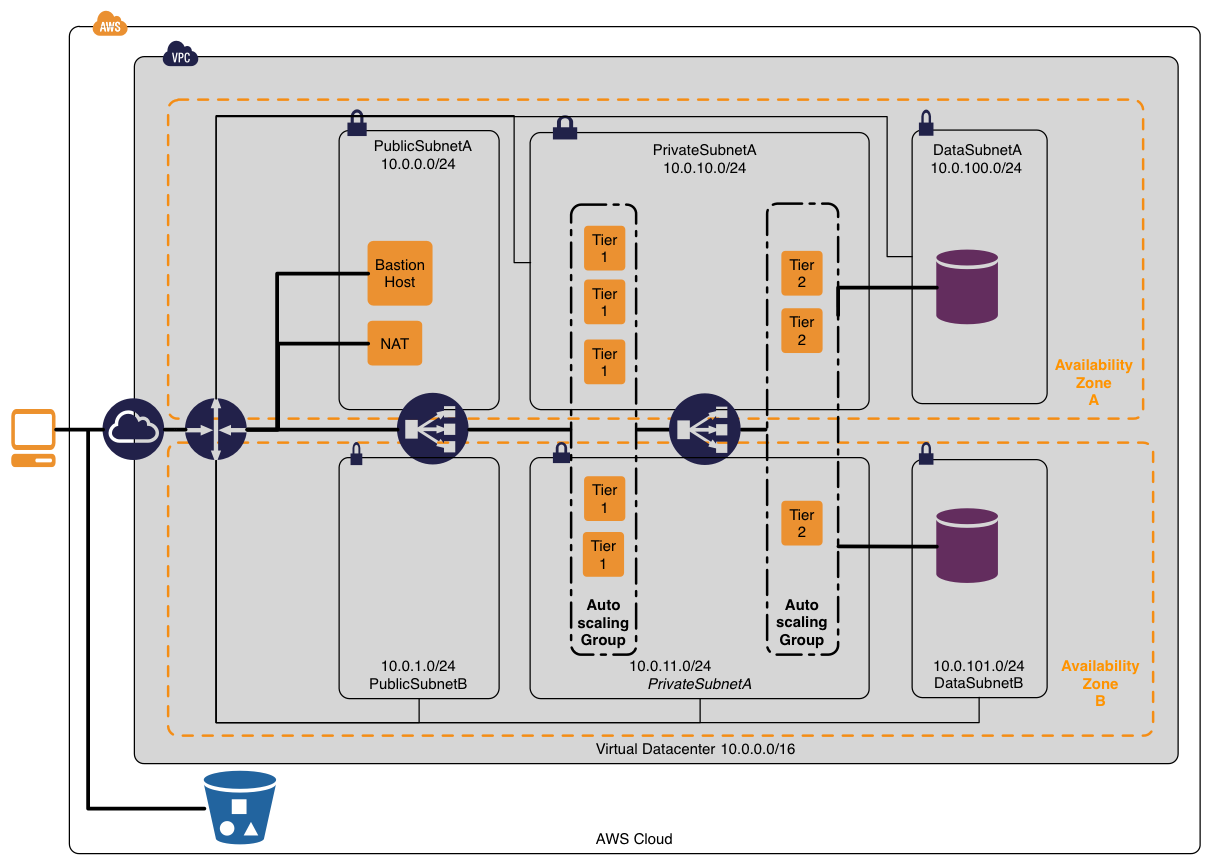 AWS
VPC
PublicSubnetA
10.0.0.0/24
PrivateSubnetA
10.0.10.0/24
DataSubnetA
10.0.100.0/24
Bastion
Host
NAT
Tier
1
Tier
1
Tier
1
Tier
2
Tier
2
Availability
Zone
A
Tier
1
Tier
1
Tier
2
Auto
scaling
Group
Auto
scaling
Group
10.0.1.0/24
PublicSubnetB
10.0.11.0/24
PrivateSubnetA
10.0.101.0/24
DataSubnetB
Availability
Zone
B
Virtual Datacenter 10.0.0.0/16
AWS Cloud